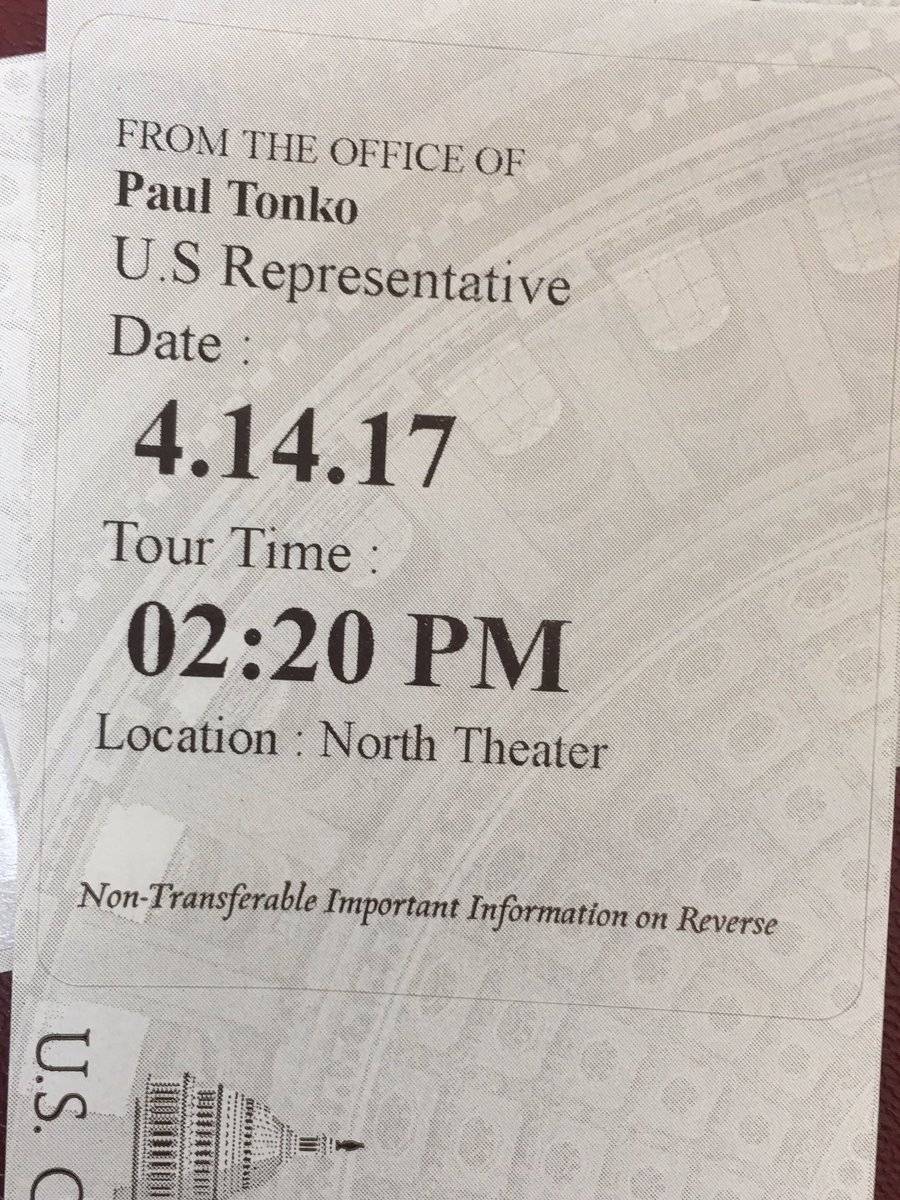 FROM THE OFFICE OF
Paul Tonko
U.S Representative
Date :
4.14.17
Tour Time :
02:20 PM
Location : North Theater
Non-Transferable Important Information on Reverse
U.S. C